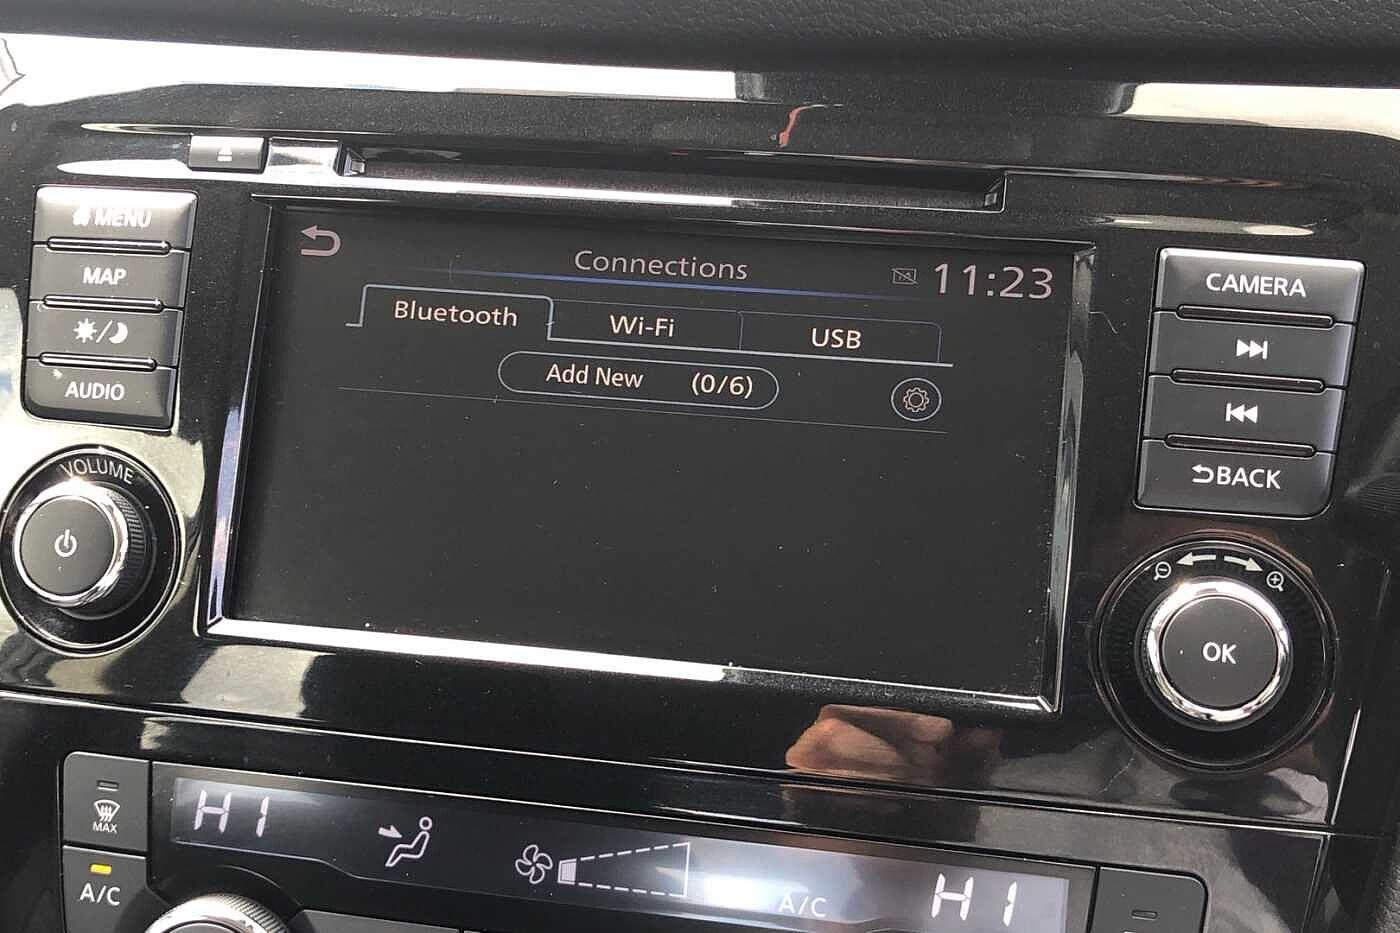 MENU
MAP
AUDIO
VOLUME
Connections
11:23
Bluetooth
Wi-Fi
USB
Add New (0/6)
CAMERA
BACK
OK
MAX
A/C
HI
A/C
HI